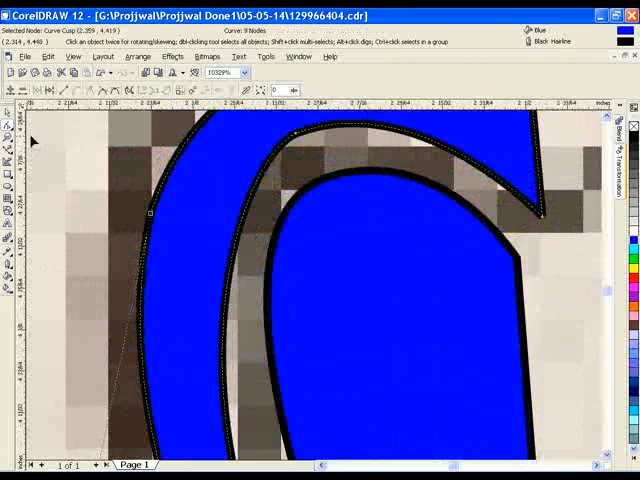 CorelDRAW 12 - [G:\Projjwal\Projjwal Done1\05-05-14\129966404.cdr]
Selected Node: Curve Cusp (2.359 , 4.419)
Curve: 9 Nodes
Blue
(2.314 , 4.448 )
Click an object twice for rotating/skewing; dbl-clicking tool selects all objects; Shift+click multi-selects; Alt+click digs; Ctrl+click selects in a group
Black Hairline
File Edit View Layout Arrange Effects Bitmaps Text Tools Window Help
10329%
0
inches
Blend
Transformation
inches
1 of 1
Page 1